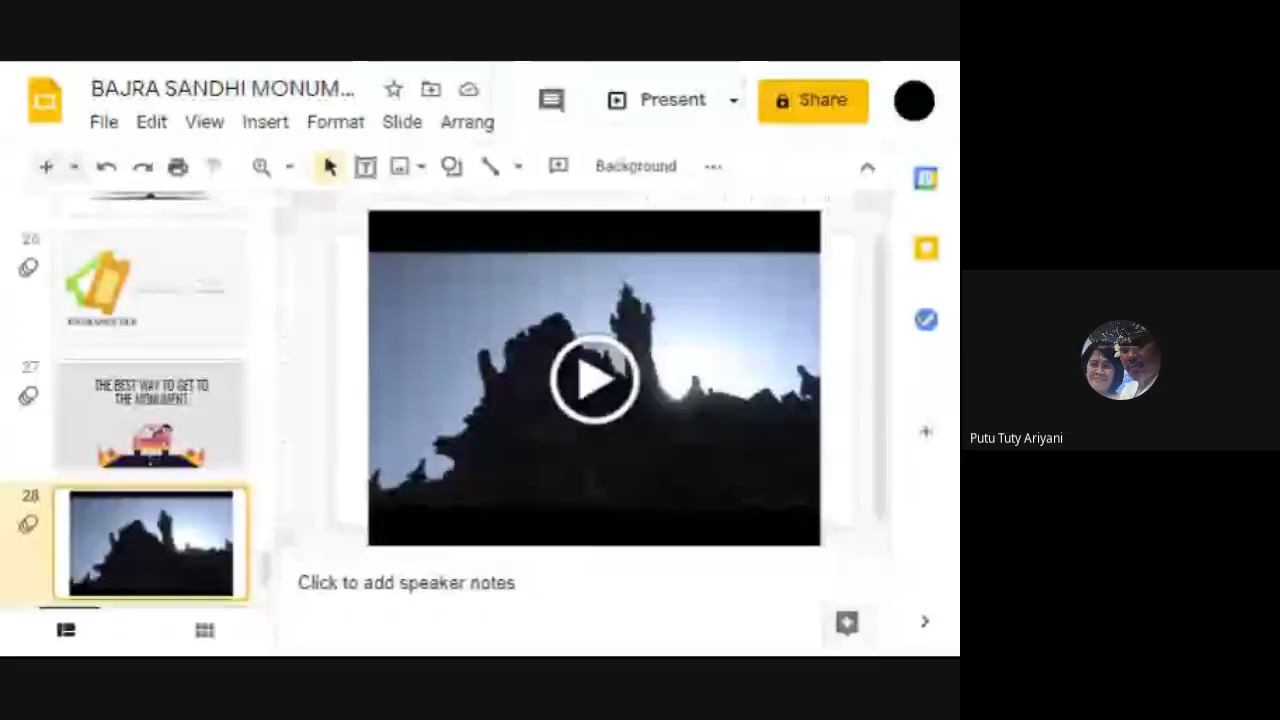 BAJRA SANDHI MONUM...
File Edit View Insert Format Slide Arrang
Present
Share
Background
26
27
THE BEST WAY TO GET TO
THE MONUMENT
28
Click to add speaker notes
Putu Tuty Ariyani